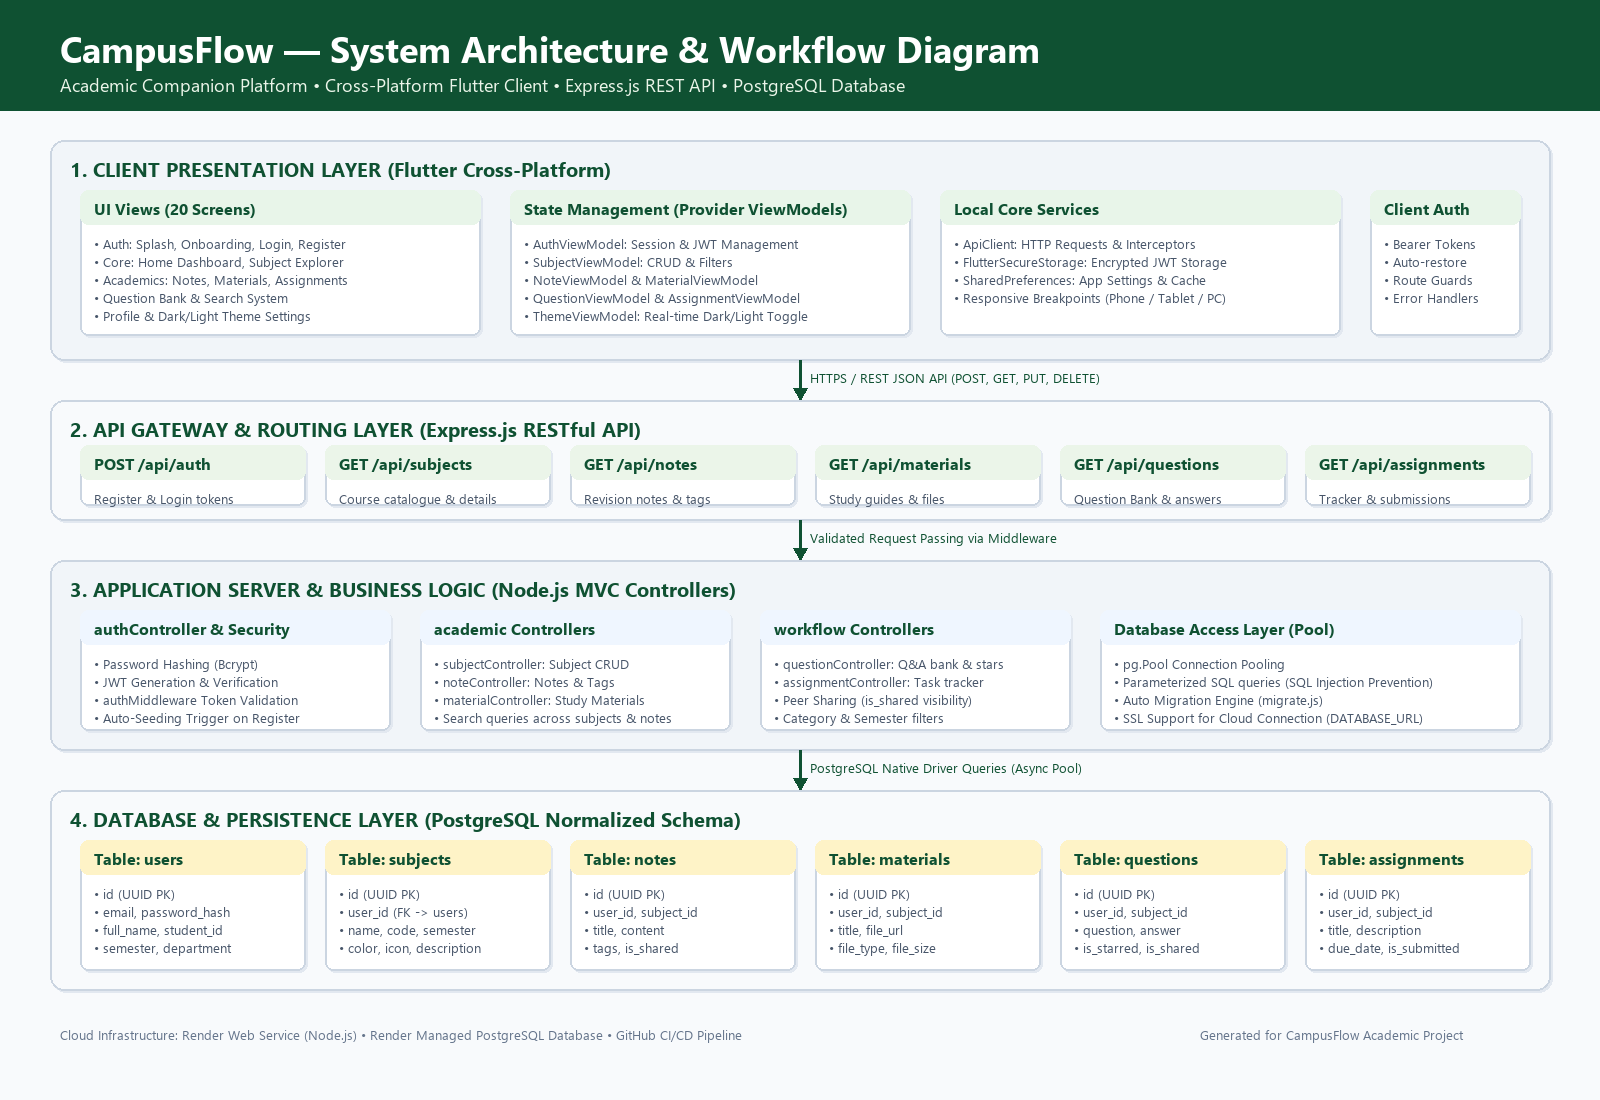 CampusFlow — System Architecture & Workflow Diagram
Academic Companion Platform • Cross-Platform Flutter Client • Express.js REST API • PostgreSQL Database
1. CLIENT PRESENTATION LAYER (Flutter Cross-Platform)
UI Views (20 Screens)
• Auth: Splash, Onboarding, Login, Register
• Core: Home Dashboard, Subject Explorer
• Academics: Notes, Materials, Assignments
• Question Bank & Search System
• Profile & Dark/Light Theme Settings
State Management (Provider ViewModels)
• AuthViewModel: Session & JWT Management
• SubjectViewModel: CRUD & Filters
• NoteViewModel & MaterialViewModel
• QuestionViewModel & AssignmentViewModel
• ThemeViewModel: Real-time Dark/Light Toggle
Local Core Services
• ApiClient: HTTP Requests & Interceptors
• FlutterSecureStorage: Encrypted JWT Storage
• SharedPreferences: App Settings & Cache
• Responsive Breakpoints (Phone / Tablet / PC)
Client Auth
• Bearer Tokens
• Auto-restore
• Route Guards
• Error Handlers
HTTPS / REST JSON API (POST, GET, PUT, DELETE)
2. API GATEWAY & ROUTING LAYER (Express.js RESTful API)
POST /api/auth
Register & Login tokens
GET /api/subjects
Course catalogue & details
GET /api/notes
Revision notes & tags
GET /api/materials
Study guides & files
GET /api/questions
Question Bank & answers
GET /api/assignments
Tracker & submissions
Validated Request Passing via Middleware
3. APPLICATION SERVER & BUSINESS LOGIC (Node.js MVC Controllers)
authController & Security
• Password Hashing (Bcrypt)
• JWT Generation & Verification
• authMiddleware Token Validation
• Auto-Seeding Trigger on Register
academic Controllers
• subjectController: Subject CRUD
• noteController: Notes & Tags
• materialController: Study Materials
• Search queries across subjects & notes
workflow Controllers
• questionController: Q&A bank & stars
• assignmentController: Task tracker
• Peer Sharing (is_shared visibility)
• Category & Semester filters
Database Access Layer (Pool)
• pg.Pool Connection Pooling
• Parameterized SQL queries (SQL Injection Prevention)
• Auto Migration Engine (migrate.js)
• SSL Support for Cloud Connection (DATABASE_URL)
PostgreSQL Native Driver Queries (Async Pool)
4. DATABASE & PERSISTENCE LAYER (PostgreSQL Normalized Schema)
Table: users
• id (UUID PK)
• email, password_hash
• full_name, student_id
• semester, department
Table: subjects
• id (UUID PK)
• user_id (FK -> users)
• name, code, semester
• color, icon, description
Table: notes
• id (UUID PK)
• user_id, subject_id
• title, content
• tags, is_shared
Table: materials
• id (UUID PK)
• user_id, subject_id
• title, file_url
• file_type, file_size
Table: questions
• id (UUID PK)
• user_id, subject_id
• question, answer
• is_starred, is_shared
Table: assignments
• id (UUID PK)
• user_id, subject_id
• title, description
• due_date, is_submitted
Cloud Infrastructure: Render Web Service (Node.js) • Render Managed PostgreSQL Database • GitHub CI/CD Pipeline
Generated for CampusFlow Academic Project